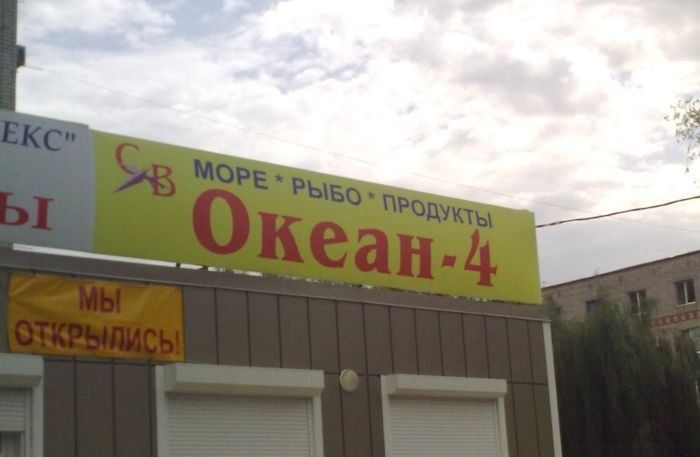 ЕКС"
Ы
СВ
МОРЕ * РЫБО * ПРОДУКТЫ
Океан-4
МЫ
ОТКРЫЛИСЬ!